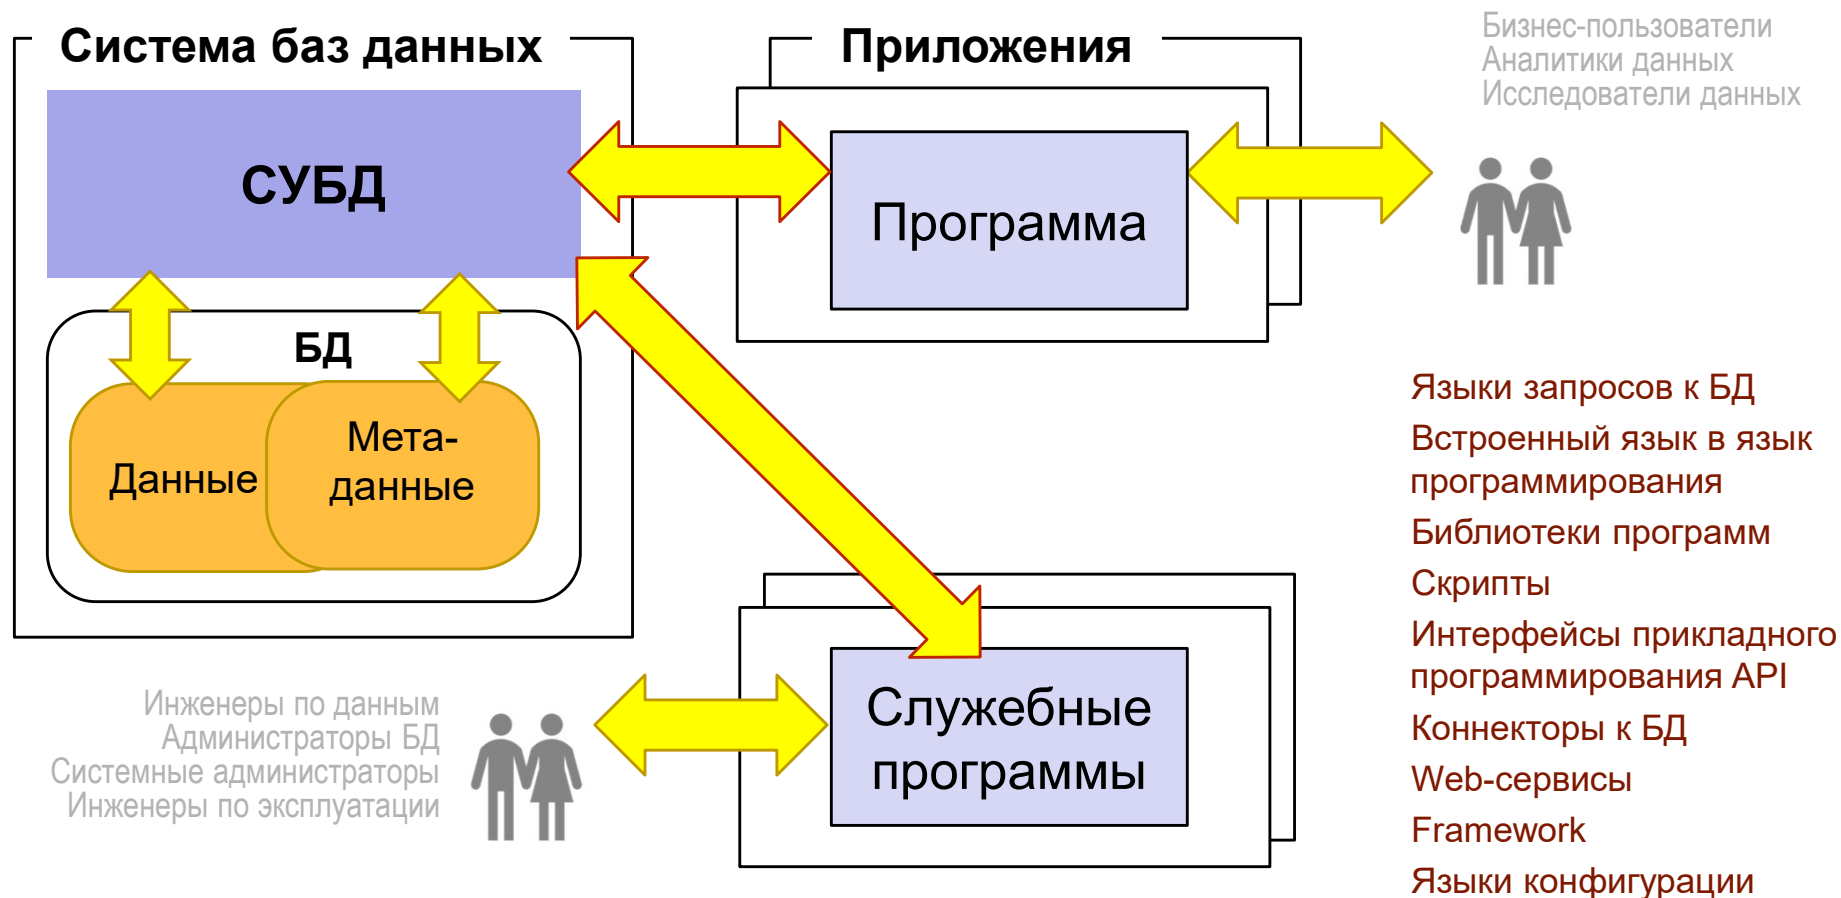 Система баз данных
СУБД
БД
Данные
Мета-
данные
Приложения
Программа
Бизнес-пользователи
Аналитики данных
Исследователи данных
Инженеры по данным
Администраторы БД
Системные администраторы
Инженеры по эксплуатации
Служебные
программы
Языки запросов к БД
Встроенный язык в язык
программирования
Библиотеки программ
Скрипты
Интерфейсы прикладного
программирования API
Коннекторы к БД
Web-сервисы
Framework
Языки конфигурации